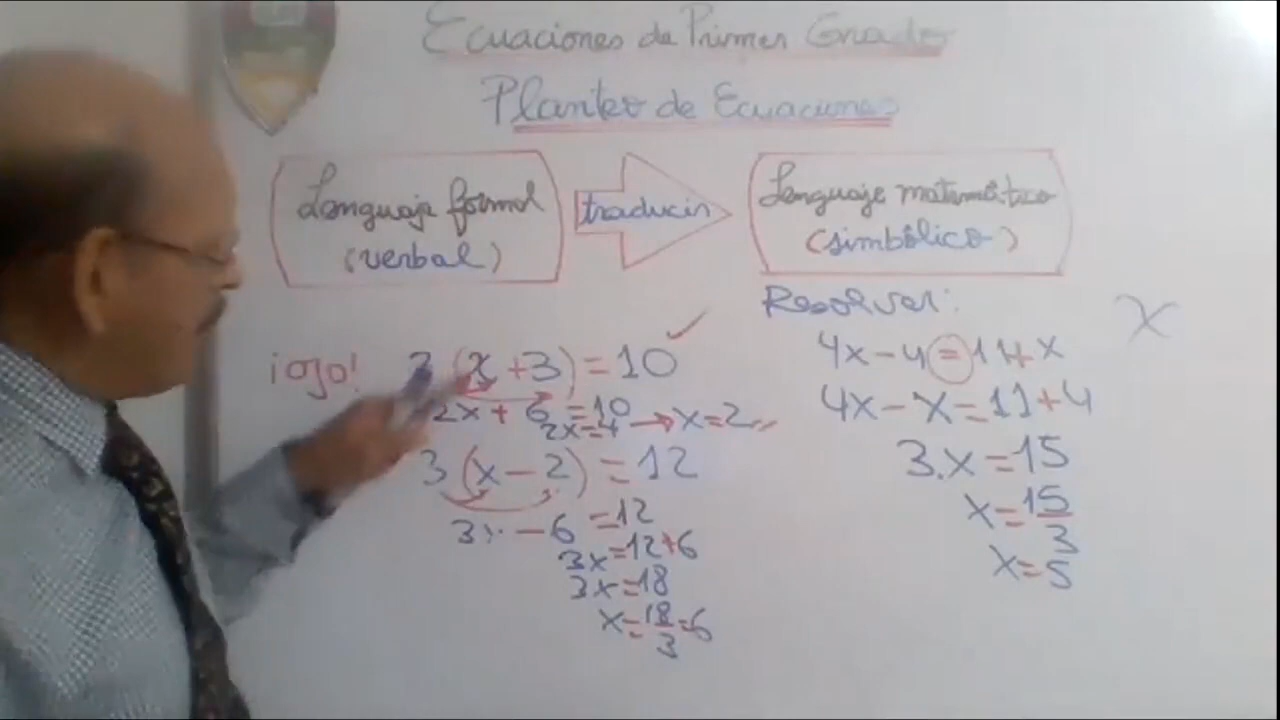 Ecuaciones de Primer Grado
Planteo de Ecuaciones
Lenguaje formal
(verbal)
traducir
Lenguaje matemático
(simbólico)
¡OJO!
(x+3)=10
2x+6=10
2x=4→x=2
3(x-2)=12
3x-6=12
3x=12+6
3x=18
x=18/3=6
Resolver:
4x-4=11+x
4x-x=11+4
3.x=15
x=15/3
x=5
X